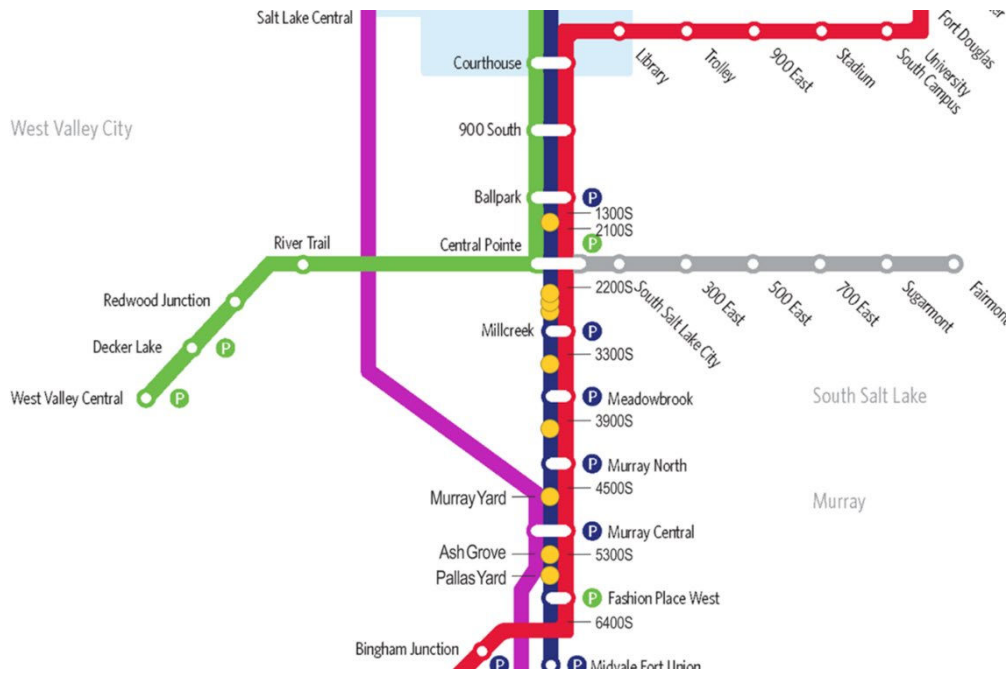 Salt Lake Central
Fort Douglas
Courthouse
Library
Trolley
900 East
Stadium
University
South Campus
West Valley City
900 South
Ballpark
P
1300S
2100S
River Trail
Central Pointe
P
Redwood Junction
2200S
South Salt Lake City
300 East
500 East
700 East
Sugarmont
Fairmont
Millcreek
P
Decker Lake
P
3300S
West Valley Central
P
P
Meadowbrook
South Salt Lake
3900S
P
Murray North
4500S
Murray Yard
Murray
P
Murray Central
Ash Grove
5300S
Pallas Yard
P
Fashion Place West
6400S
Bingham Junction
P
P
Midvale Fort Union